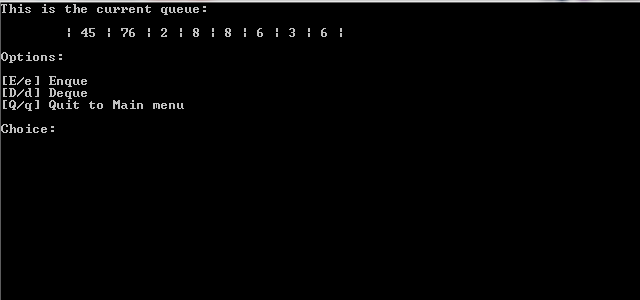 This is the current queue:
¦ 45 ¦ 76 ¦ 2 ¦ 8 ¦ 8 ¦ 6 ¦ 3 ¦ 6 ¦
Options:
[E/e] Enque
[D/d] Deque
[Q/q] Quit to Main menu
Choice: